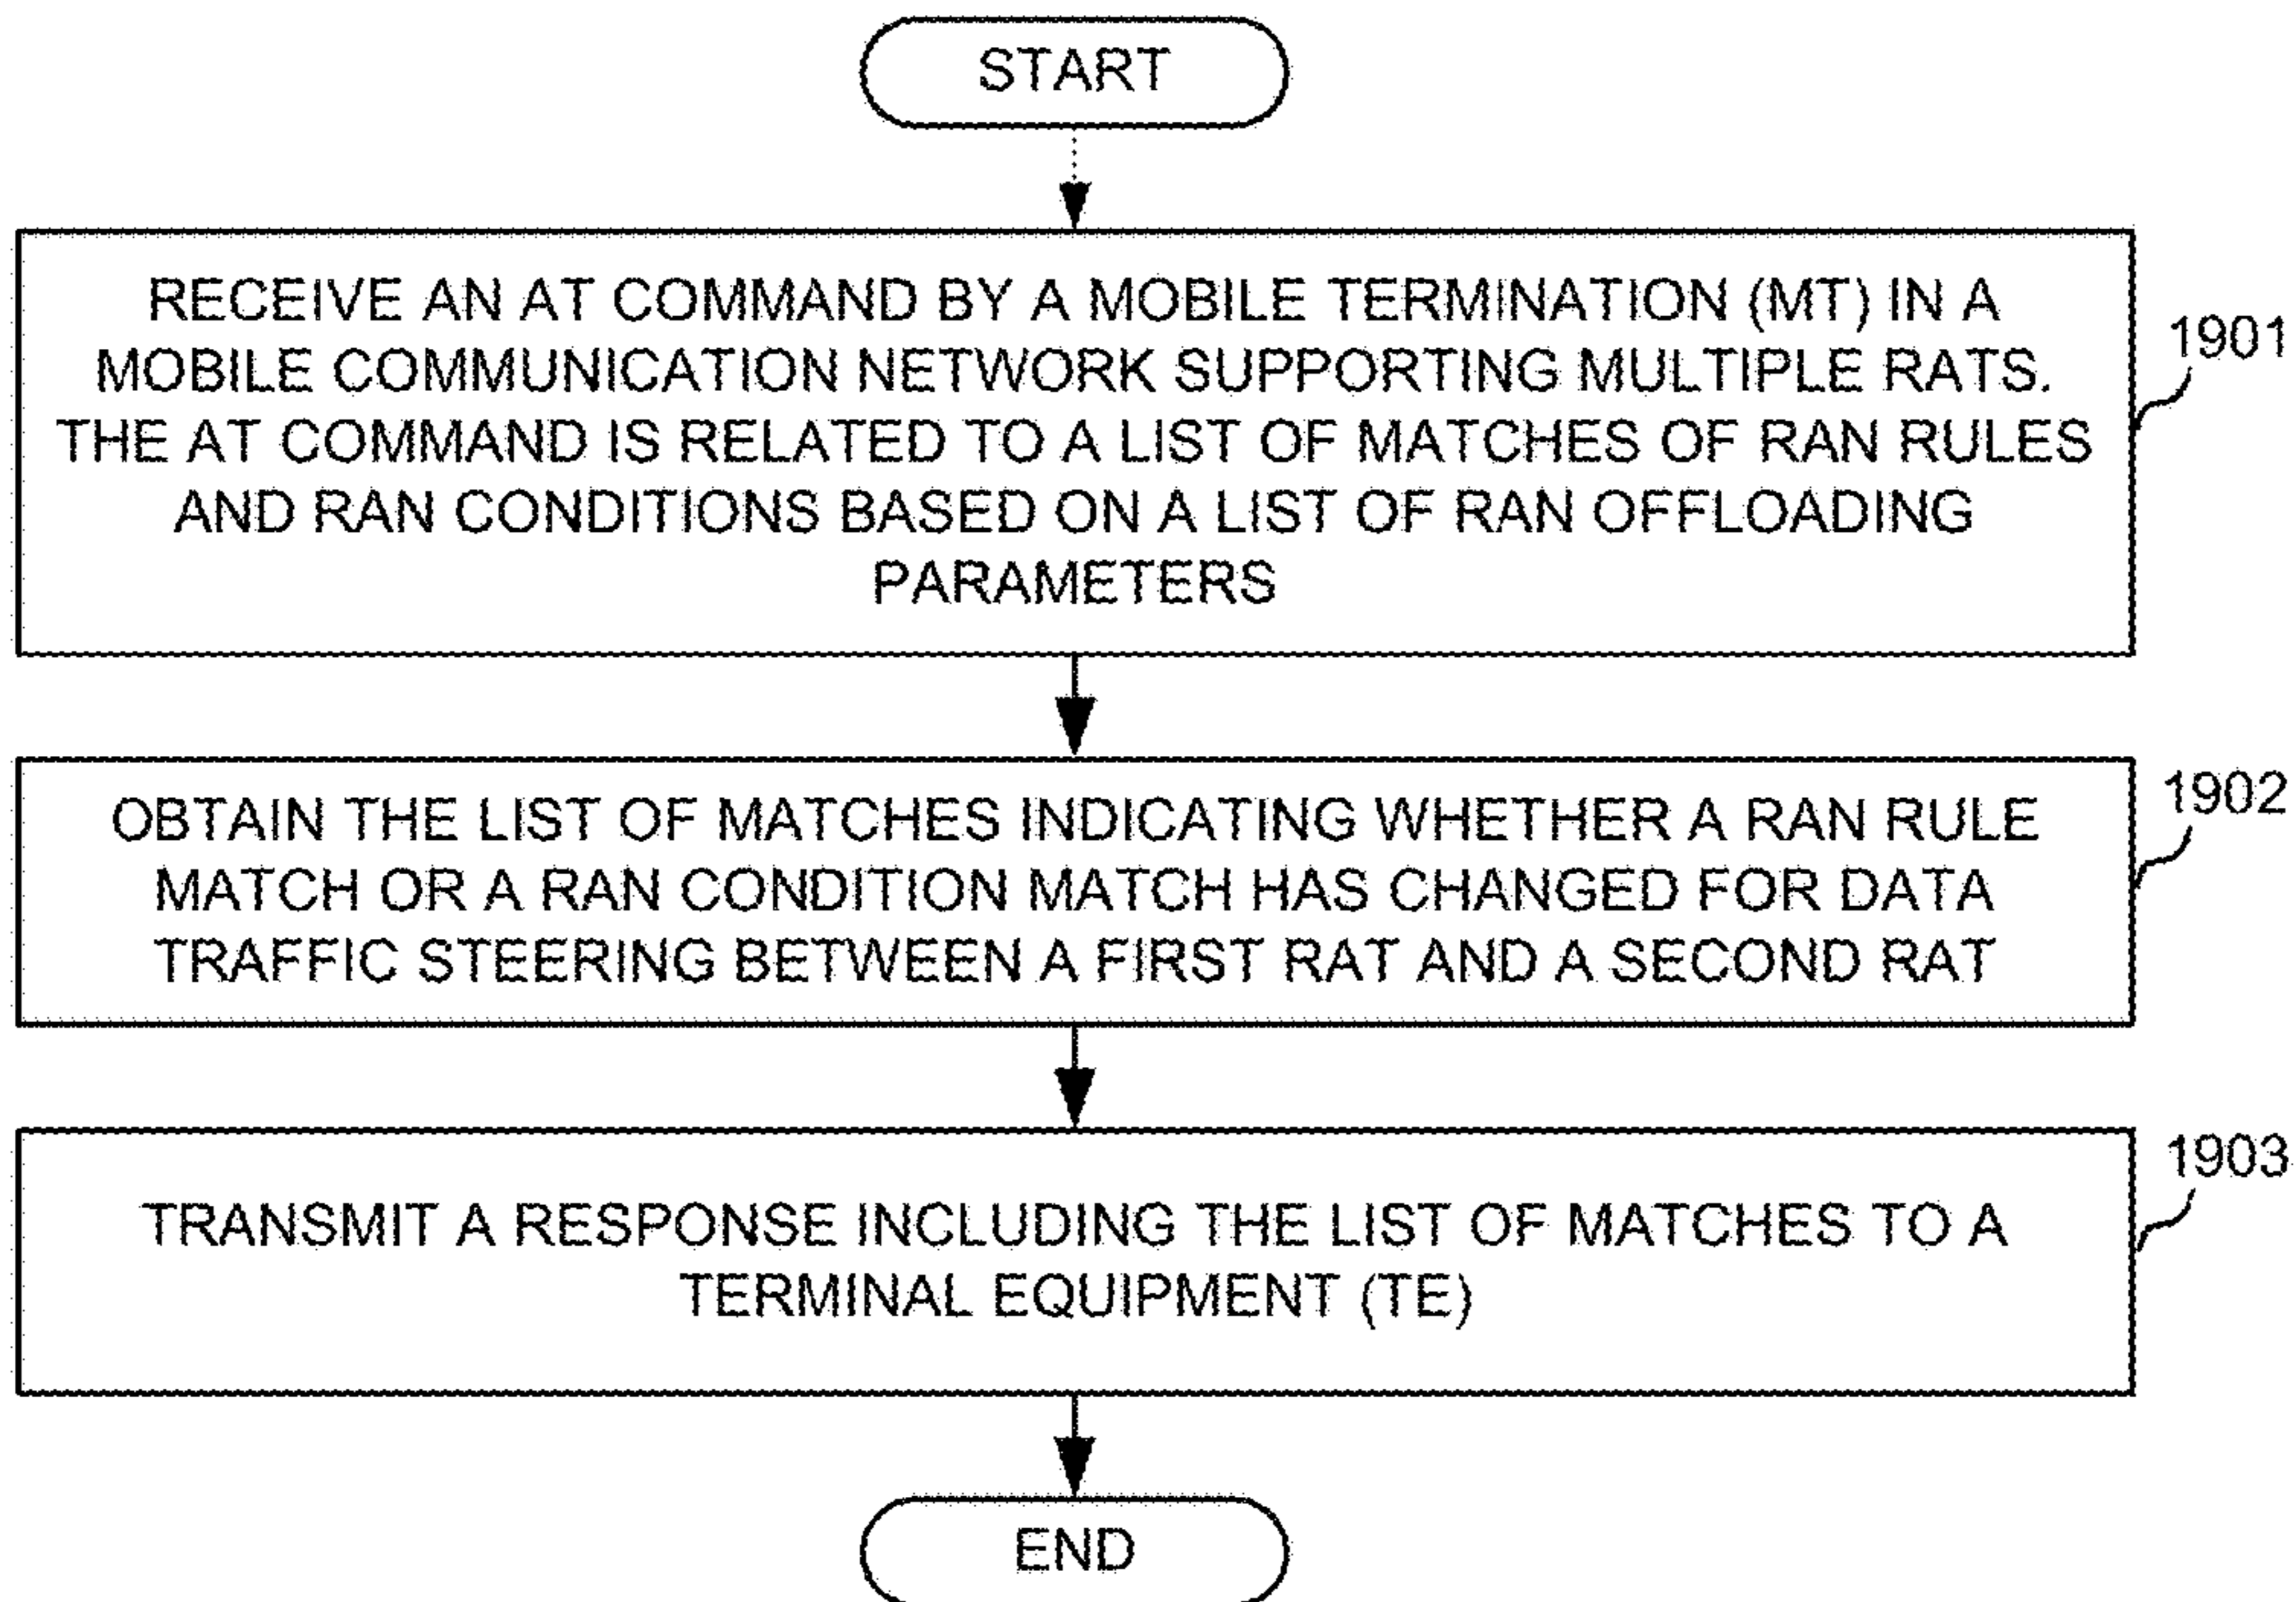 START
RECEIVE AN AT COMMAND BY A MOBILE TERMINATION (MT) IN A
MOBILE COMMUNICATION NETWORK SUPPORTING MULTIPLE RATS.
THE AT COMMAND IS RELATED TO A LIST OF MATCHES OF RAN RULES
AND RAN CONDITIONS BASED ON A LIST OF RAN OFFLOADING
PARAMETERS
1901
OBTAIN THE LIST OF MATCHES INDICATING WHETHER A RAN RULE
MATCH OR A RAN CONDITION MATCH HAS CHANGED FOR DATA
TRAFFIC STEERING BETWEEN A FIRST RAT AND A SECOND RAT
1902
TRANSMIT A RESPONSE INCLUDING THE LIST OF MATCHES TO A
TERMINAL EQUIPMENT (TE)
1903
END